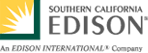 SOUTHERN CALIFORNIA
EDISON®
An EDISON INTERNATIONAL® Company